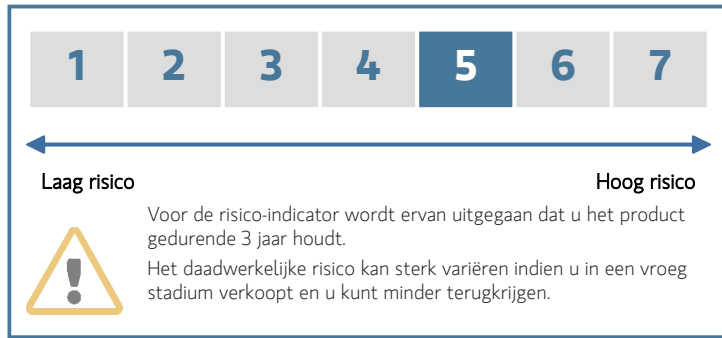 1 2 3 4 5 6 7
Laag risico Hoog risico
Voor de risico-indicator wordt ervan uitgegaan dat u het product
gedurende 3 jaar houdt.
Het daadwerkelijke risico kan sterk variëren indien u in een vroeg
stadium verkoopt en u kunt minder terugkrijgen.